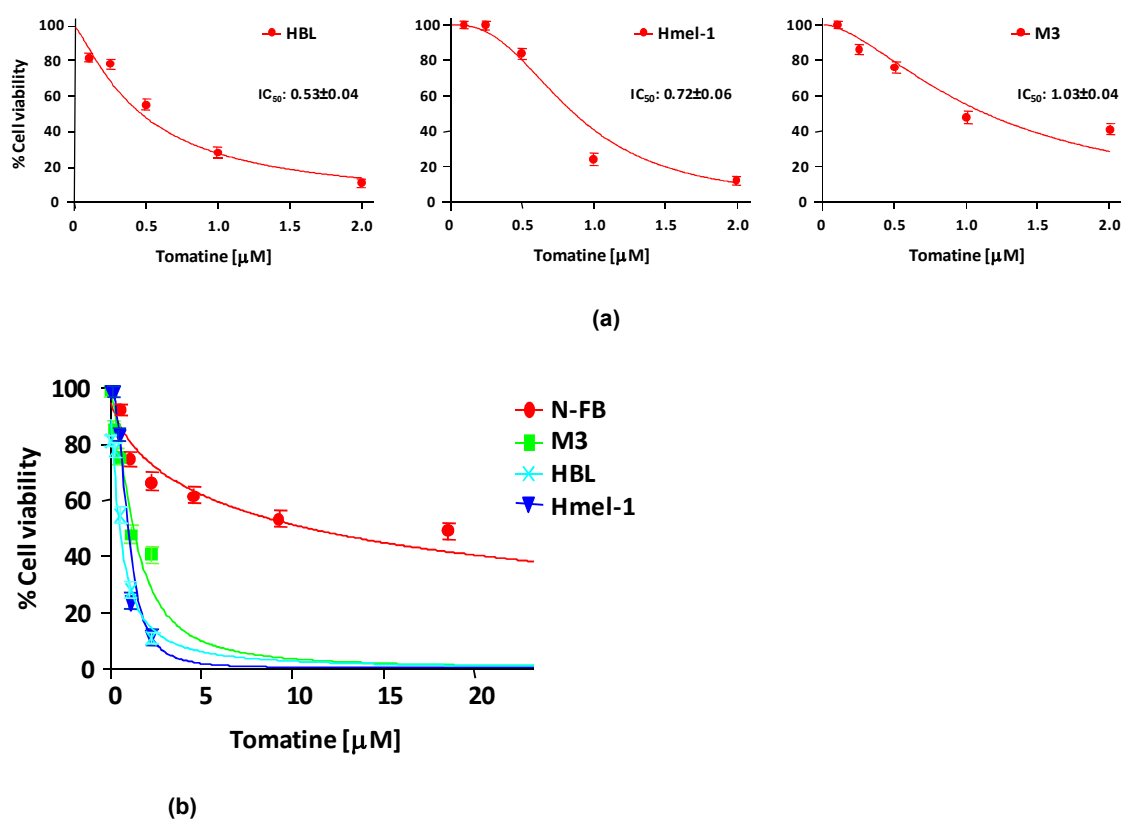 % Cell viability
100
80
60
40
20
0
HBL
IC₅₀: 0.53±0.04
0 0.5 1.0 1.5 2.0
Tomatine [μM]
100
80
60
40
20
0
Hmel-1
IC₅₀: 0.72±0.06
0 0.5 1.0 1.5 2.0
Tomatine [μM]
100
80
60
40
20
0
M3
IC₅₀: 1.03±0.04
0 0.5 1.0 1.5 2.0
Tomatine [μM]
(a)
% Cell viability
100
80
60
40
20
0
N-FB
M3
HBL
Hmel-1
0 5 10 15 20
Tomatine [μM]
(b)